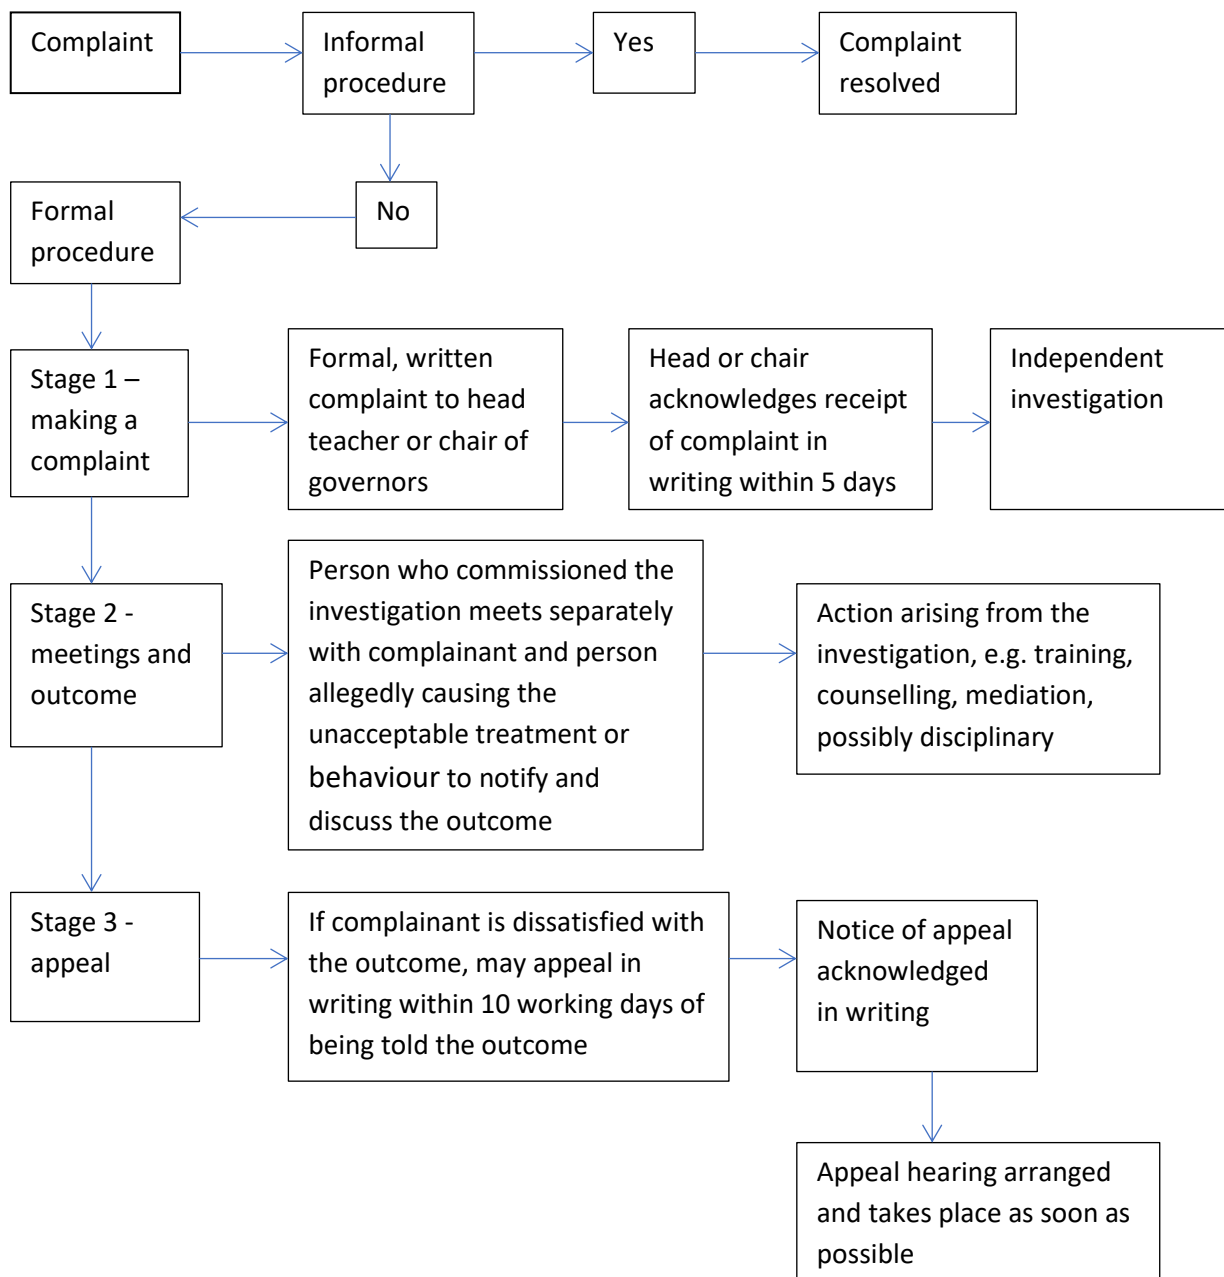 Complaint
Informal
procedure
Yes
Complaint
resolved
No
Formal
procedure
Stage 1 –
making a
complaint
Formal, written
complaint to head
teacher or chair of
governors
Head or chair
acknowledges receipt
of complaint in
writing within 5 days
Independent
investigation
Stage 2 -
meetings and
outcome
Person who commissioned the
investigation meets separately
with complainant and person
allegedly causing the
unacceptable treatment or
behaviour to notify and
discuss the outcome
Action arising from the
investigation, e.g. training,
counselling, mediation,
possibly disciplinary
Stage 3 -
appeal
If complainant is dissatisfied with
the outcome, may appeal in
writing within 10 working days of
being told the outcome
Notice of appeal
acknowledged
in writing
Appeal hearing arranged
and takes place as soon as
possible